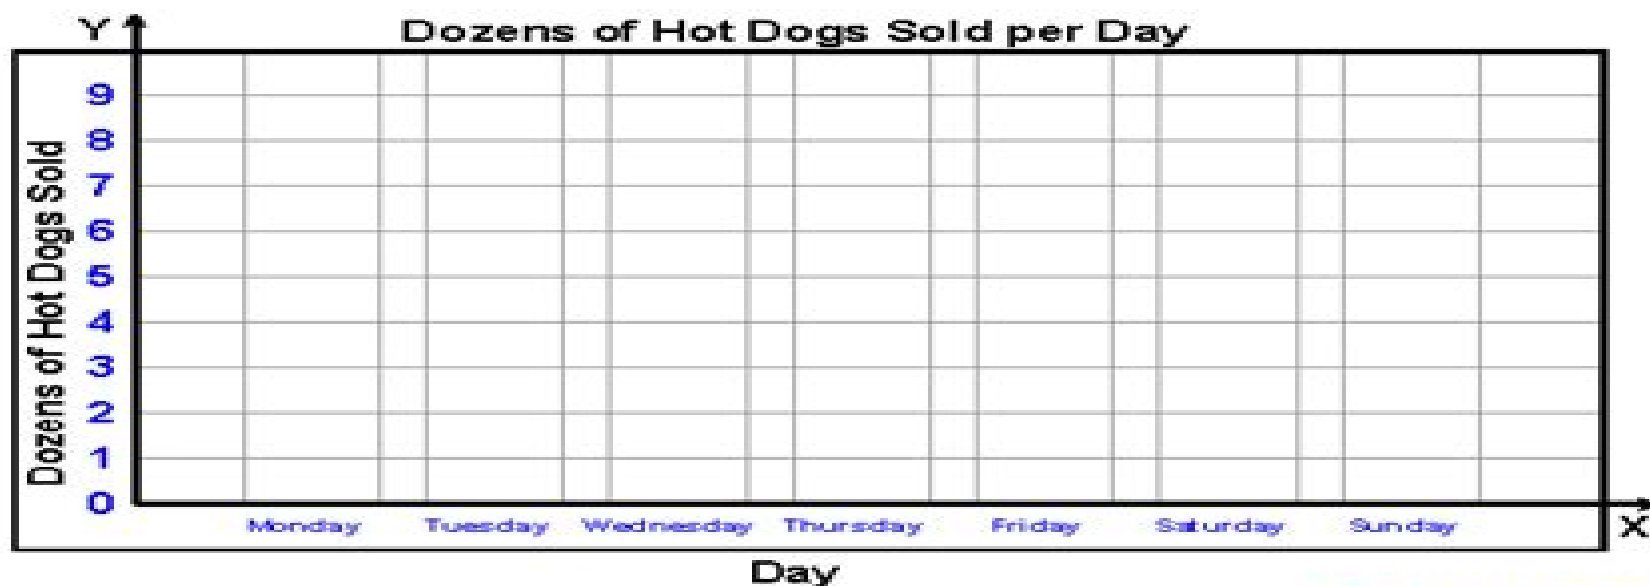 Y
Dozens of Hot Dogs Sold per Day
Dozens of Hot Dogs Sold
9
8
7
6
5
4
3
2
1
0
Monday Tuesday Wednesday Thursday Friday Saturday Sunday
X
Day